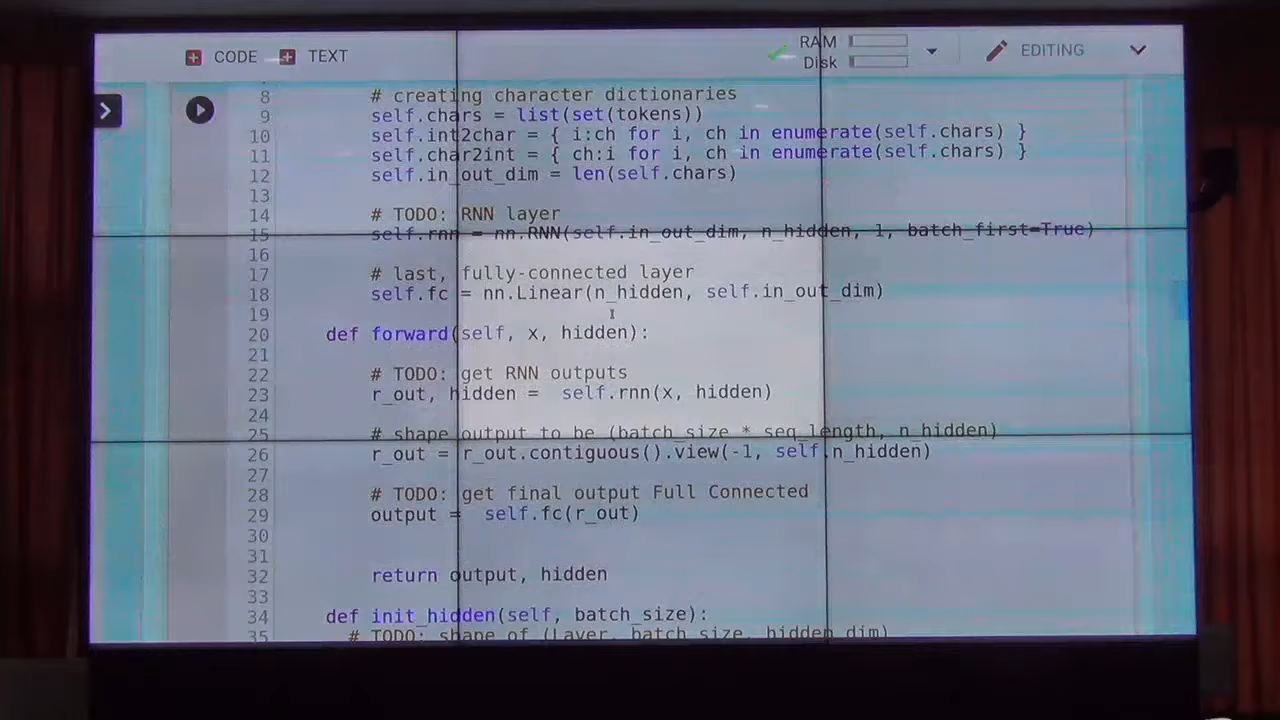 CODE TEXT RAM Disk EDITING
8 # creating character dictionaries
9 self.chars = list(set(tokens))
10 self.int2char = { i:ch for i, ch in enumerate(self.chars) }
11 self.char2int = { ch:i for i, ch in enumerate(self.chars) }
12 self.in_out_dim = len(self.chars)
13
14 # TODO: RNN layer
15 self.rnn = nn.RNN(self.in_out_dim, n_hidden, 1, batch_first=True)
16
17 # last, fully-connected layer
18 self.fc = nn.Linear(n_hidden, self.in_out_dim)
19
20 def forward(self, x, hidden):
21
22 # TODO: get RNN outputs
23 r_out, hidden = self.rnn(x, hidden)
24
25 # shape output to be (batch_size * seq_length, n_hidden)
26 r_out = r_out.contiguous().view(-1, self.n_hidden)
27
28 # TODO: get final output Full Connected
29 output = self.fc(r_out)
30
31
32 return output, hidden
33
34 def init_hidden(self, batch_size):
35 # TODO: shape of (Layer, batch_size, hidden_dim)